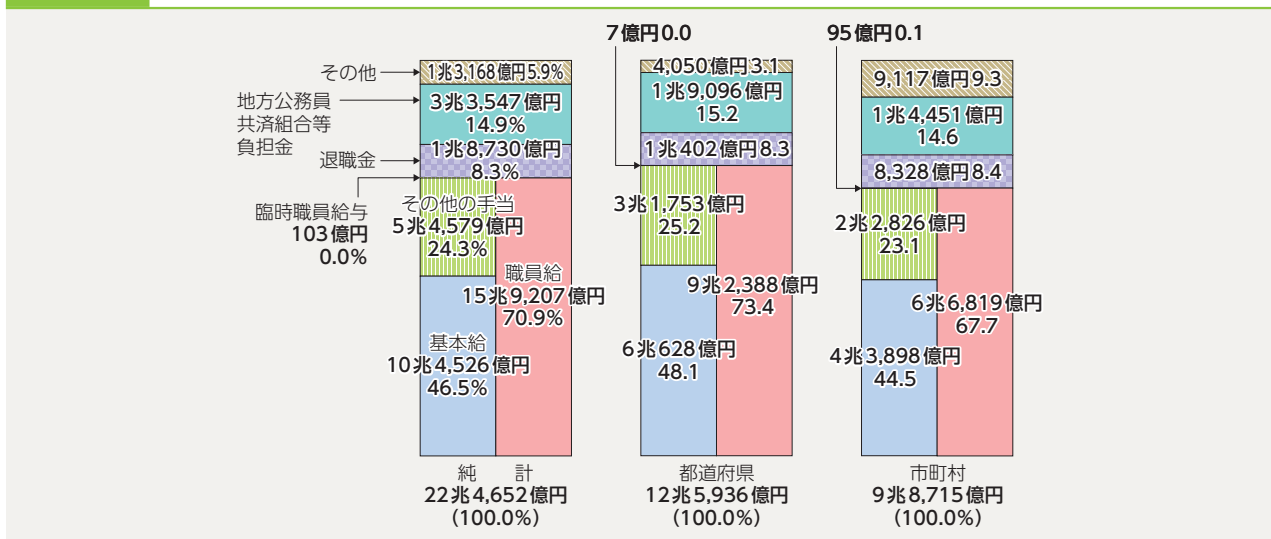 7億円0.0
95億円0.1
その他
1兆3,168億円5.9%
4,050億円3.1
9,117億円9.3
地方公務員
共済組合等
負担金
3兆3,547億円
14.9%
1兆9,096億円
15.2
1兆4,451億円
14.6
退職金
1兆8,730億円
8.3%
1兆402億円8.3
8,328億円8.4
臨時職員給与
103億円
0.0%
その他の手当
5兆4,579億円
24.3%
3兆1,753億円
25.2
2兆2,826億円
23.1
職員給
15兆9,207億円
70.9%
9兆2,388億円
73.4
6兆6,819億円
67.7
基本給
10兆4,526億円
46.5%
6兆628億円
48.1
4兆3,898億円
44.5
純 計
22兆4,652億円
(100.0%)
都道府県
12兆5,936億円
(100.0%)
市町村
9兆8,715億円
(100.0%)